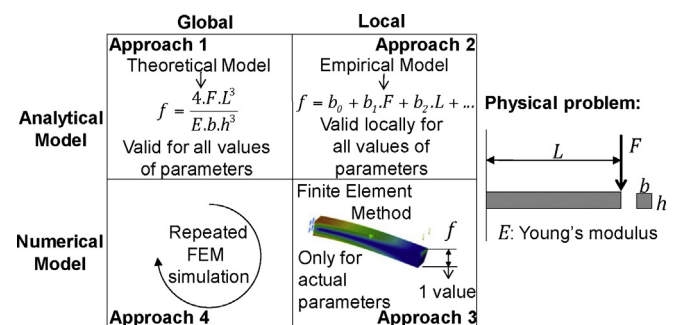 Global
Local
Approach 1
Theoretical Model
f = 4.F.L³ / E.b.h³
Valid for all values
of parameters
Approach 2
Empirical Model
f = b₀ + b₁.F + b₂.L + ...
Valid locally for
all values of
parameters
Analytical
Model
Numerical
Model
Repeated
FEM
simulation
Approach 4
Finite Element
Method
f
Only for
actual
parameters
1 value
Approach 3
Physical problem:
L
F
b
h
E: Young's modulus